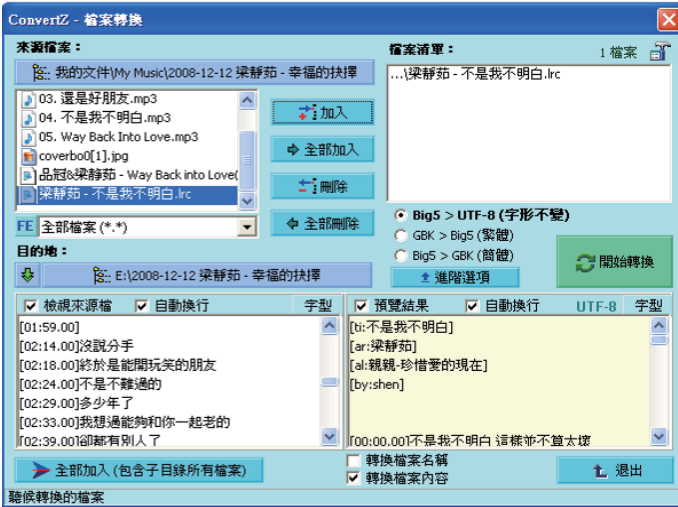 ConvertZ - 檔案轉換
來源檔案：
我的文件\My Music\2008-12-12 梁靜茹 - 幸福的抉擇
03. 還是好朋友.mp3
04. 不是我不明白.mp3
05. Way Back Into Love.mp3
coverbo0[1].jpg
品冠&梁靜茹 - Way Back into Love(
梁靜茹 - 不是我不明白.lrc
FE 全部檔案 (*.*)
加入
全部加入
刪除
全部刪除
檔案清單：
1 檔案
...\梁靜茹 - 不是我不明白.lrc
Big5 > UTF-8 (字形不變)
GBK > Big5 (繁體)
Big5 > GBK (簡體)
進階選項
開始轉換
目的地：
E:\2008-12-12 梁靜茹 - 幸福的抉擇
檢視來源檔 自動換行 字型
[01:59.00]
[02:14.00]沒說分手
[02:18.00]終於是能開玩笑的朋友
[02:24.00]不是不難過的
[02:29.00]多少年了
[02:33.00]我想過能夠和你一起老的
[02:39.00]卻都有別人了
預覽結果 自動換行 UTF-8 字型
[ti:不是我不明白]
[ar:梁靜茹]
[al:親親-珍惜愛的現在]
[by:shen]
[00:00.00]不是我不明白 這樣並不算太壞
全部加入 (包含子目錄所有檔案)
轉換檔案名稱
轉換檔案內容
退出
聽候轉換的檔案